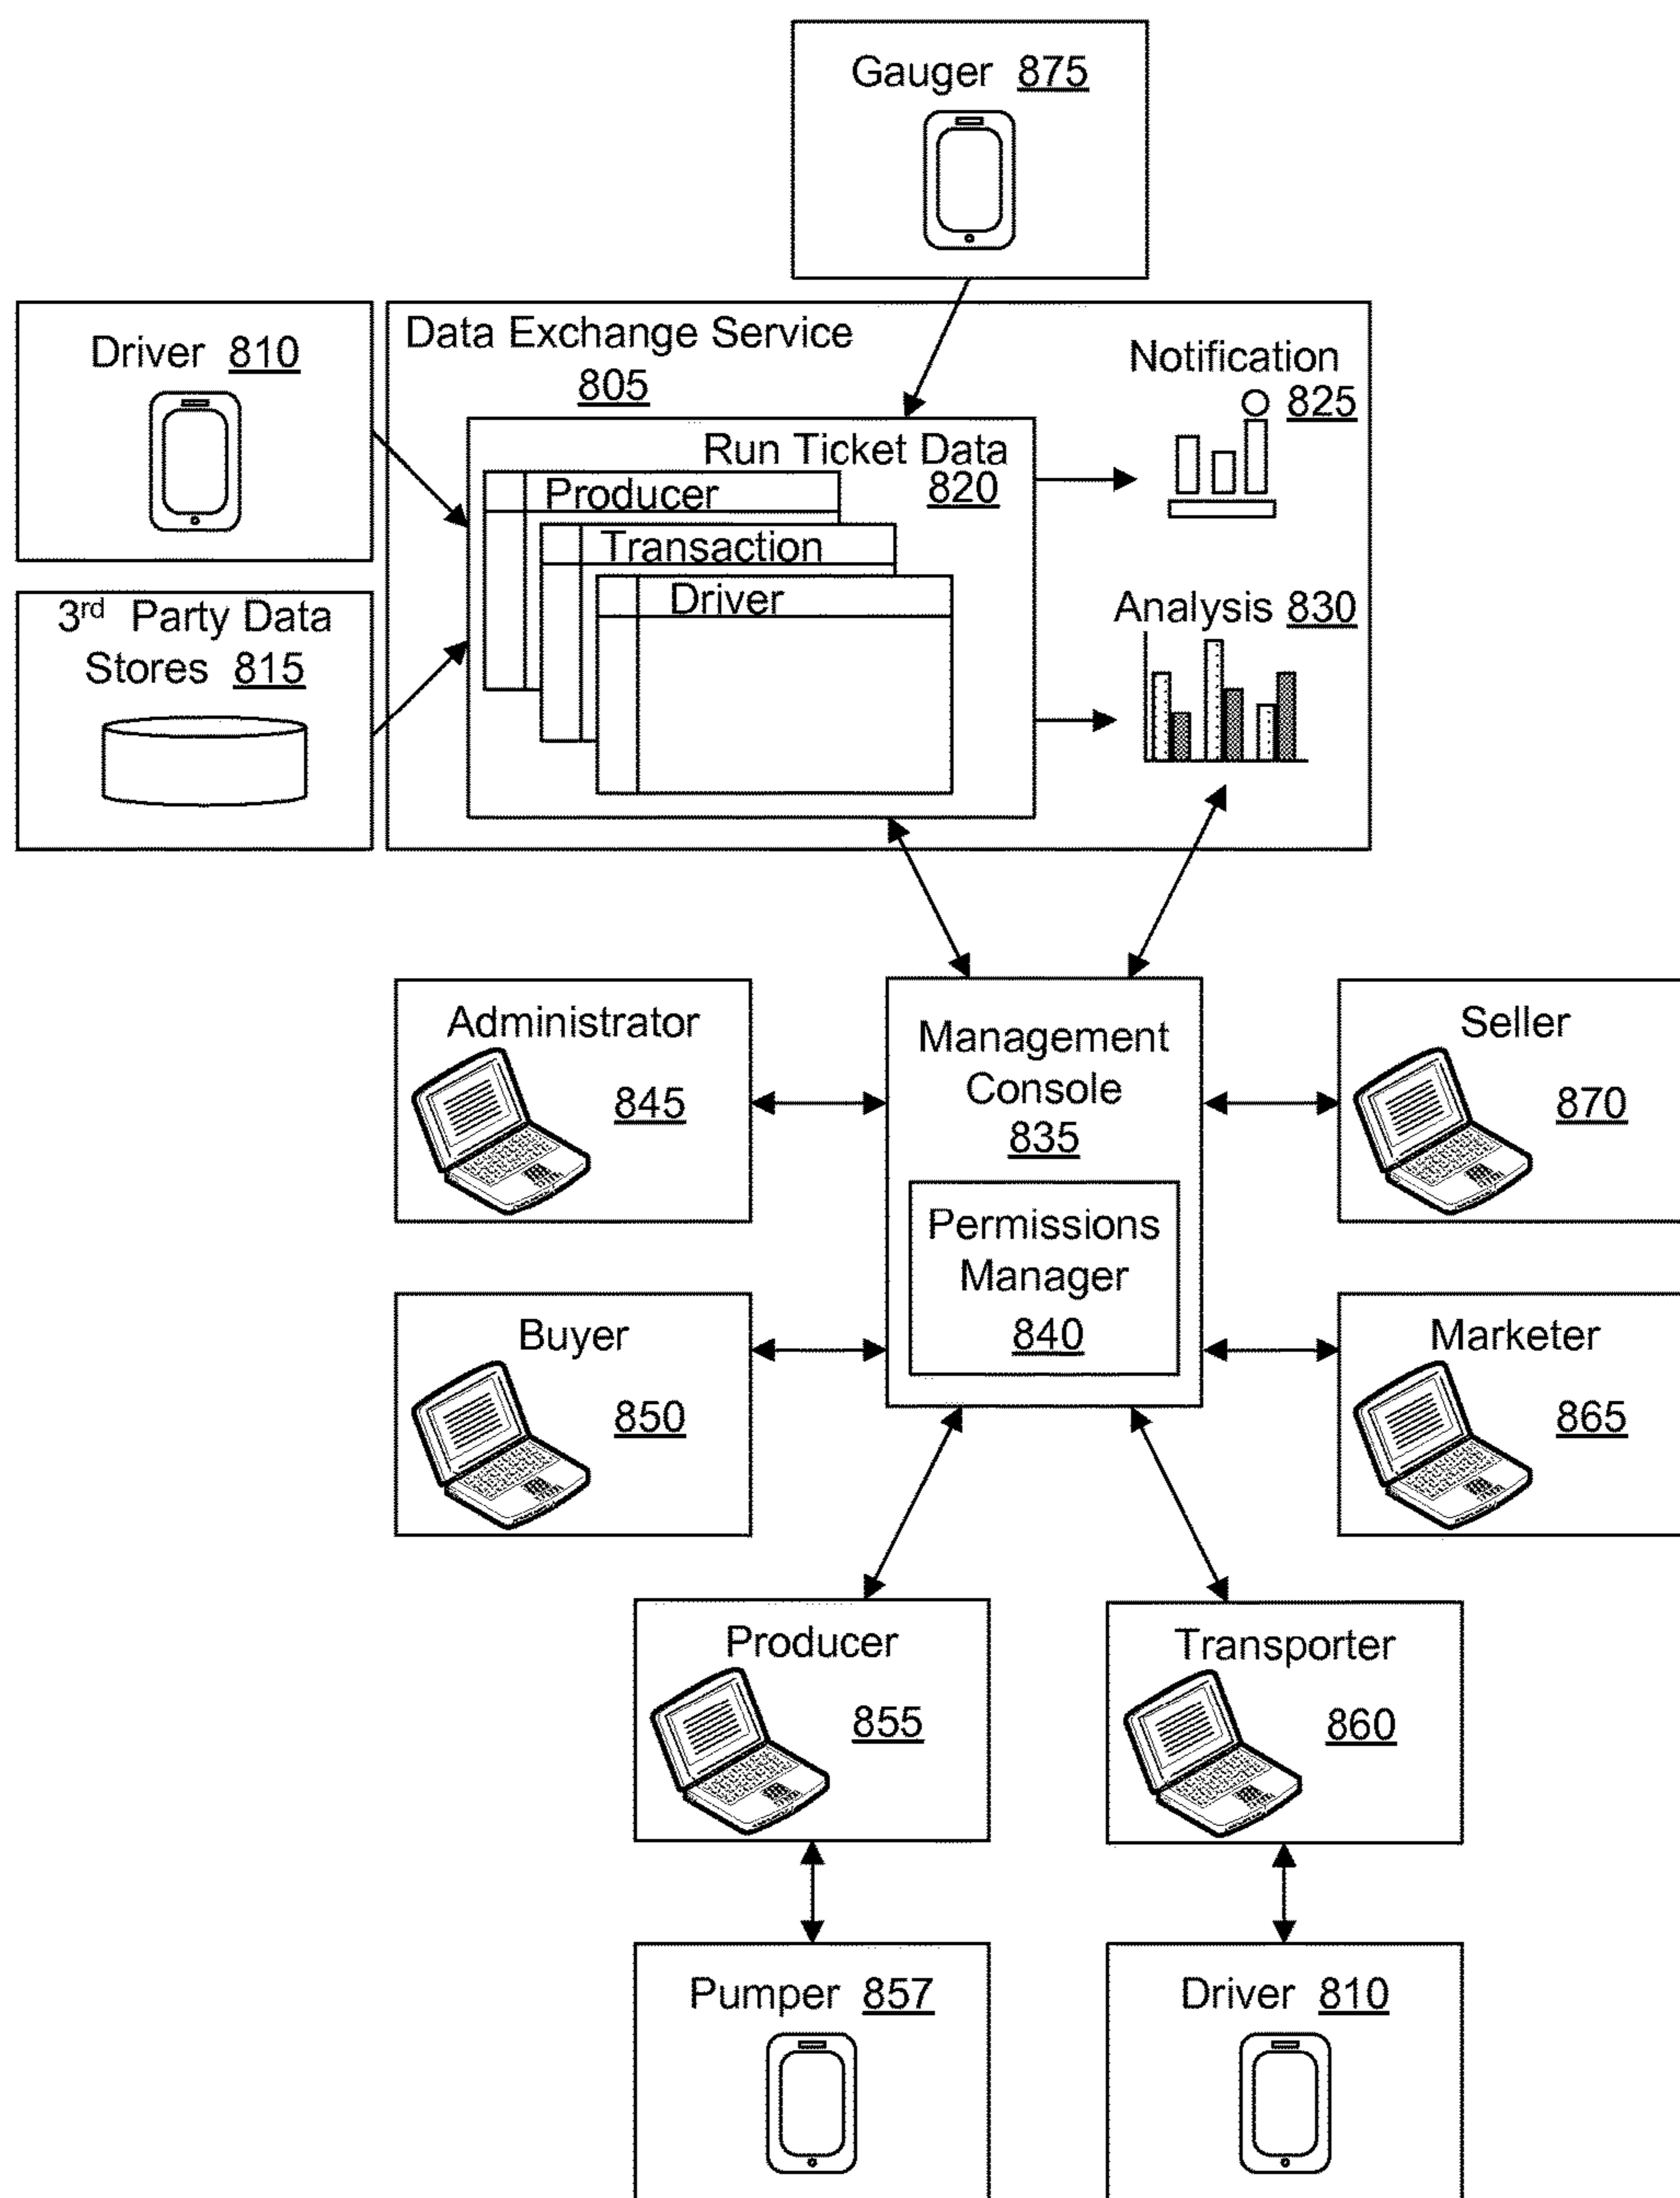 Gauger 875
Driver 810
Data Exchange Service
805
Notification
825
Run Ticket Data
820
Producer
Transaction
Driver
3rd Party Data
Stores 815
Analysis 830
Administrator
845
Management
Console
835
Seller
870
Permissions
Manager
840
Buyer
850
Marketer
865
Producer
855
Transporter
860
Pumper 857
Driver 810